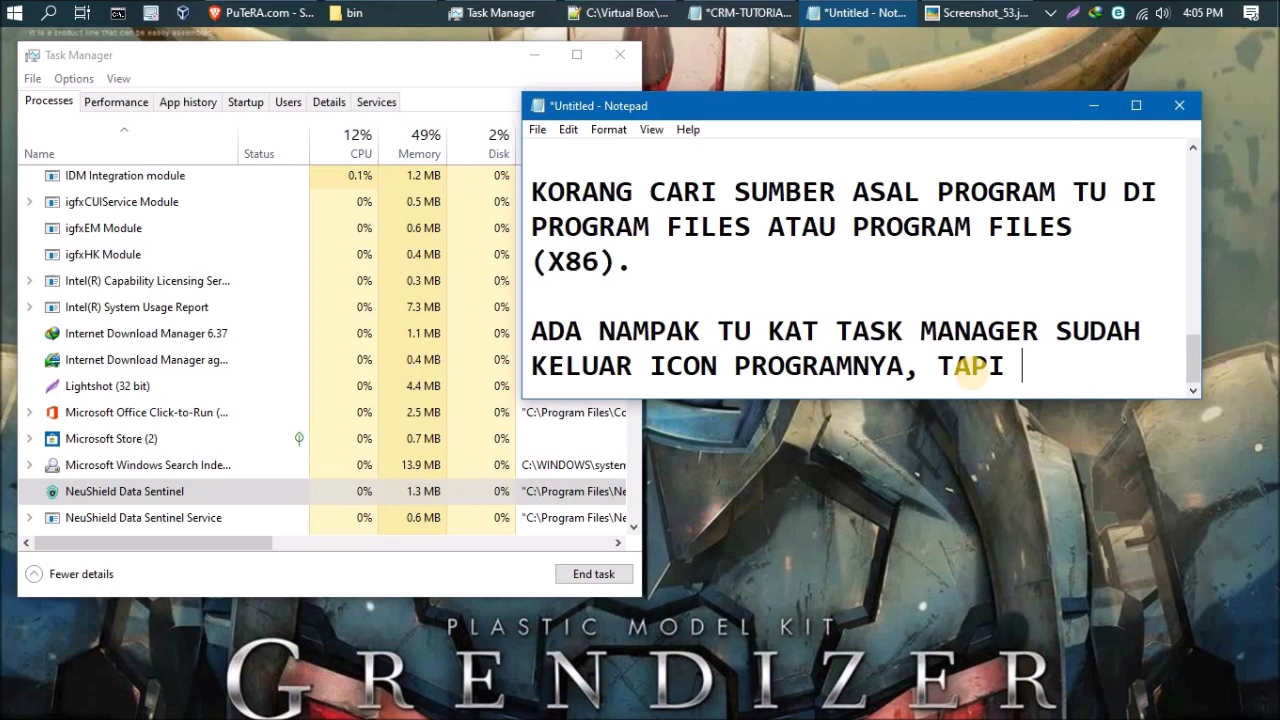 PuTeRA.com - S...
bin
Task Manager
C:\Virtual Box\...
*CRM-TUTORIA...
*Untitled - Not...
Screenshot_53.j...
4:05 PM
it is a product line that can be easily assembled
Task Manager
File Options View
Processes Performance App history Startup Users Details Services
12% 49% 2%
Name Status CPU Memory Disk
IDM Integration module 0.1% 1.2 MB 0%
igfxCUIService Module 0% 0.5 MB 0%
igfxEM Module 0% 0.6 MB 0%
igfxHK Module 0% 0.4 MB 0%
Intel(R) Capability Licensing Ser... 0% 0.3 MB 0%
Intel(R) System Usage Report 0% 7.3 MB 0%
Internet Download Manager 6.37 0% 1.1 MB 0%
Internet Download Manager ag... 0% 0.4 MB 0%
Lightshot (32 bit) 0% 4.4 MB 0%
Microsoft Office Click-to-Run (... 0% 2.5 MB 0% "C:\Program Files\Co
Microsoft Store (2) 0% 0.7 MB 0%
Microsoft Windows Search Inde... 0% 13.9 MB 0% C:\WINDOWS\system
NeuShield Data Sentinel 0% 1.3 MB 0% "C:\Program Files\Ne
NeuShield Data Sentinel Service 0% 0.6 MB 0% "C:\Program Files\Ne
Fewer details End task
*Untitled - Notepad
File Edit Format View Help
KORANG CARI SUMBER ASAL PROGRAM TU DI
PROGRAM FILES ATAU PROGRAM FILES
(X86).
ADA NAMPAK TU KAT TASK MANAGER SUDAH
KELUAR ICON PROGRAMNYA, TAPI
PLASTIC MODEL KIT
GRENDIZER